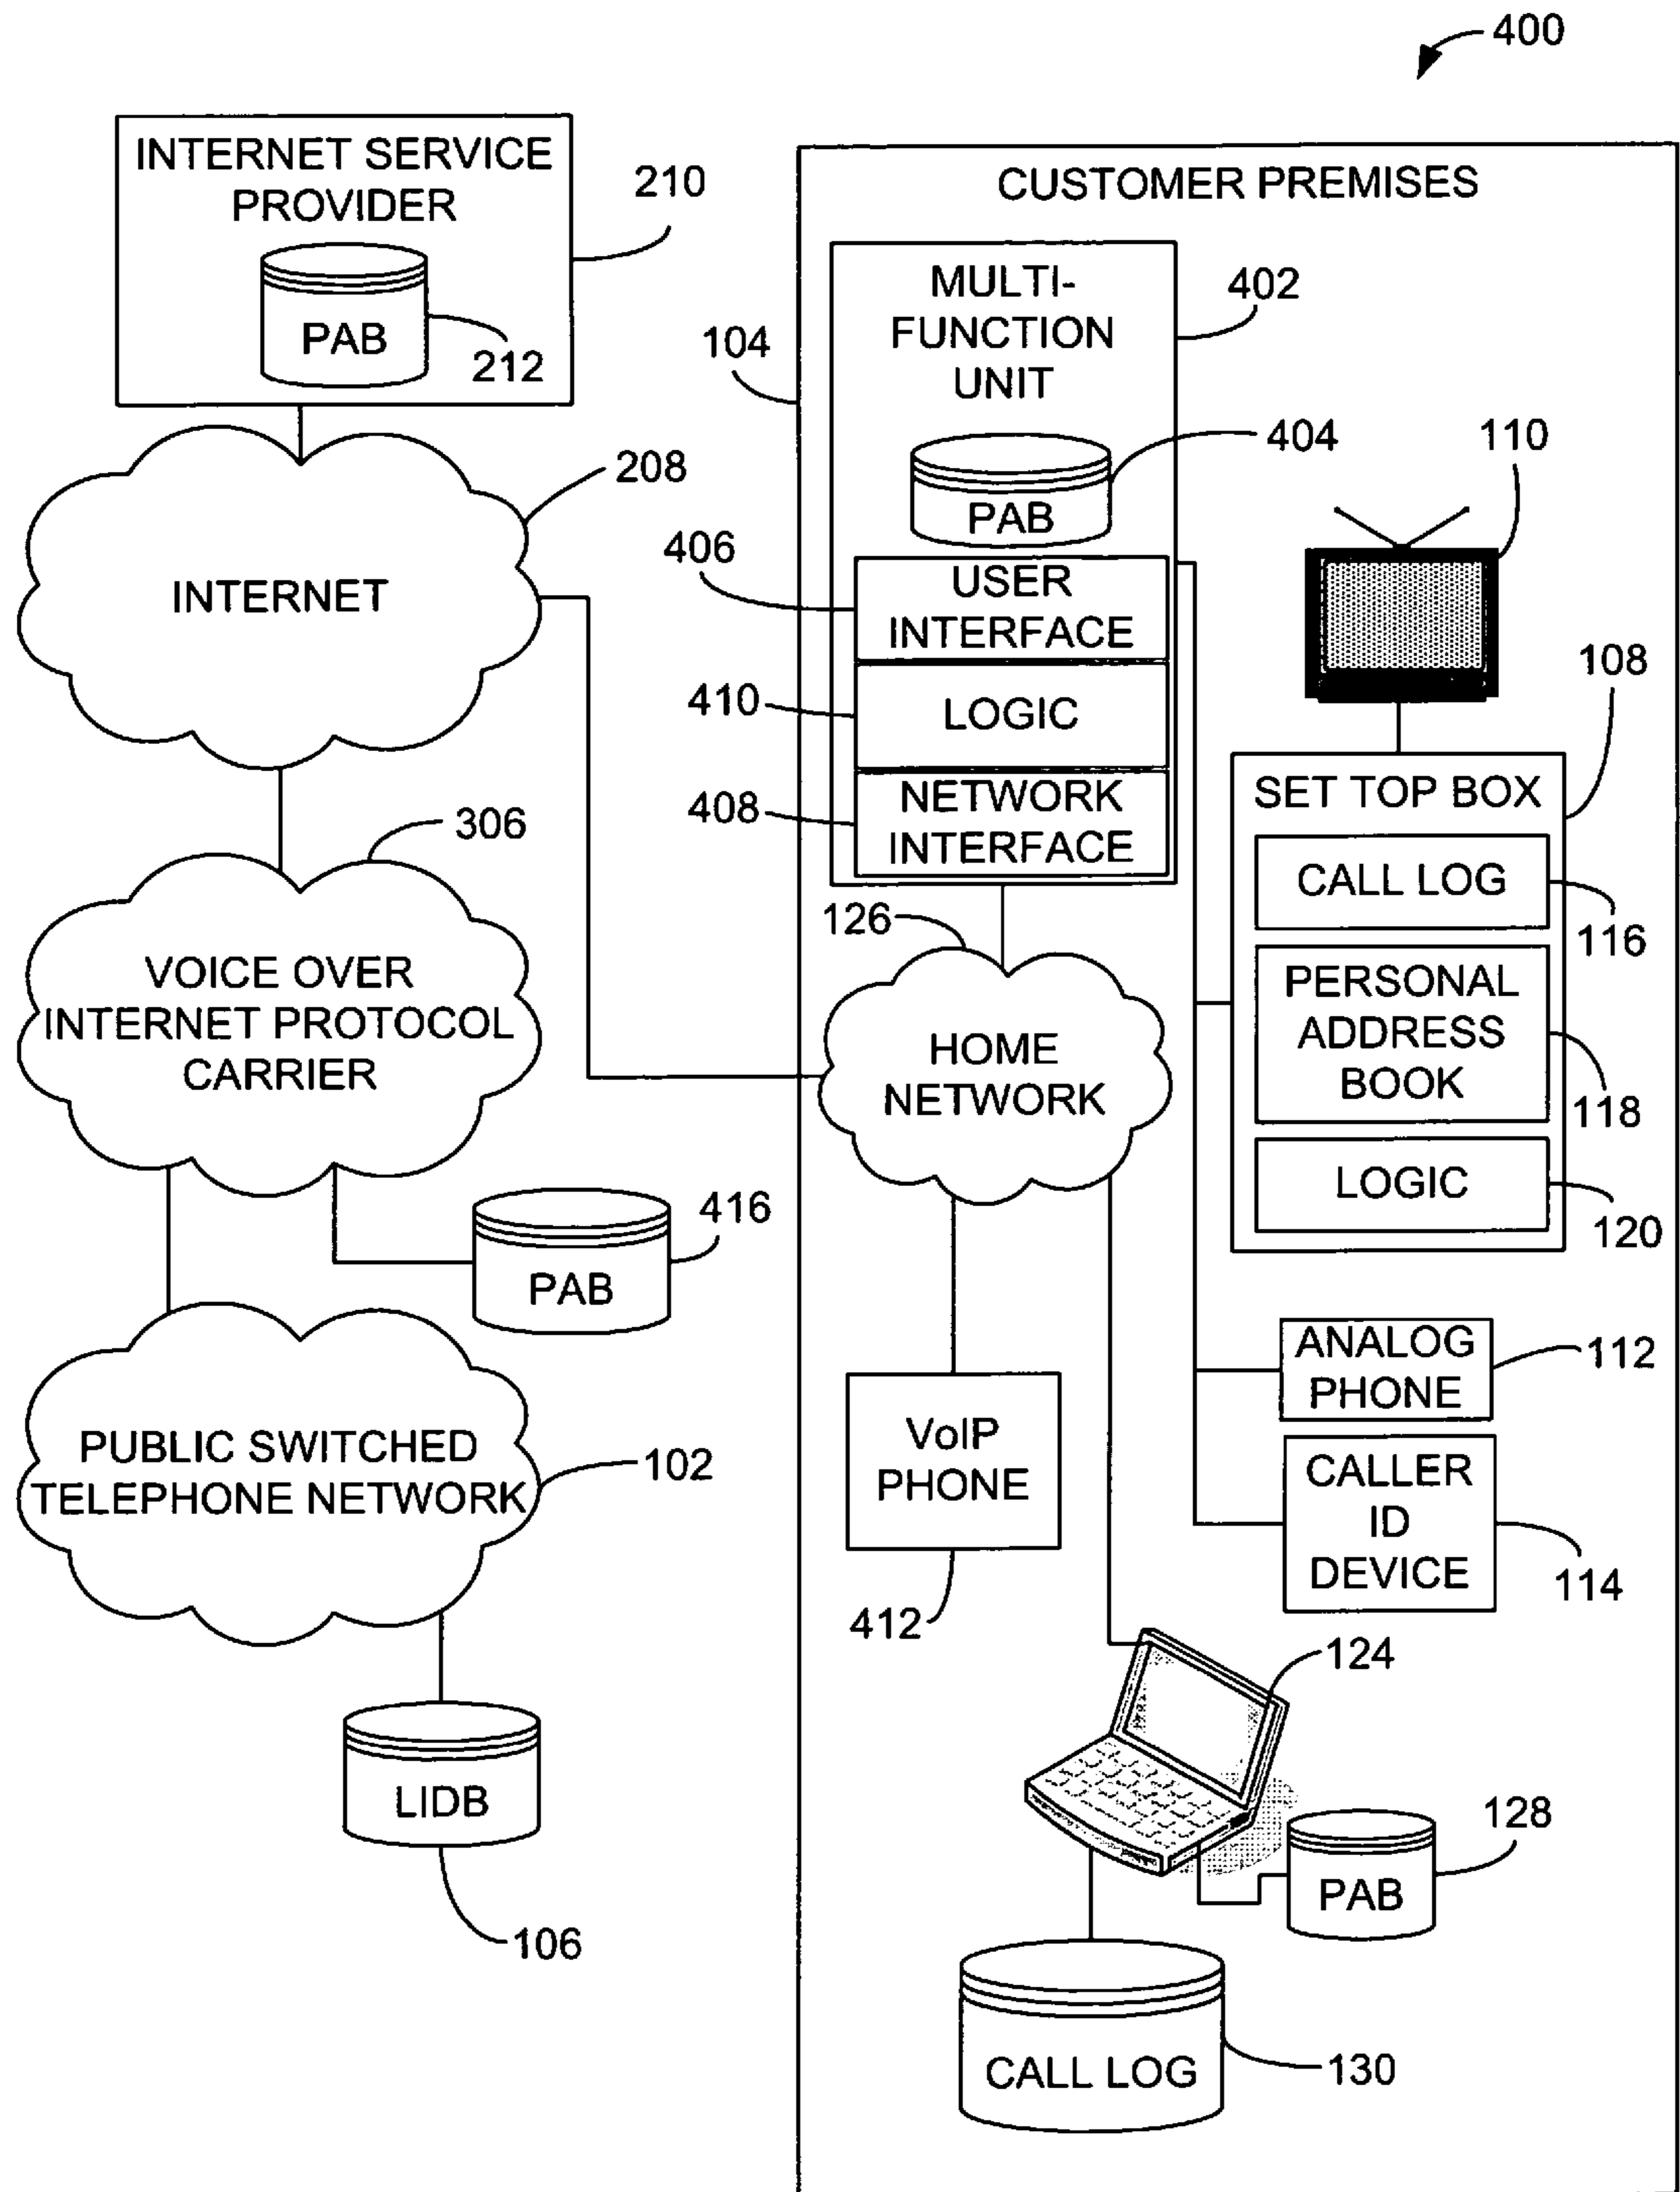 400
INTERNET SERVICE
PROVIDER
210
PAB
212
CUSTOMER PREMISES
MULTI-
FUNCTION
UNIT
402
104
PAB
404
110
208
INTERNET
406
USER
INTERFACE
410
LOGIC
408
NETWORK
INTERFACE
108
SET TOP BOX
CALL LOG
116
PERSONAL
ADDRESS
BOOK
118
LOGIC
120
306
VOICE OVER
INTERNET PROTOCOL
CARRIER
126
HOME
NETWORK
416
PAB
PUBLIC SWITCHED
TELEPHONE NETWORK
102
VoIP
PHONE
412
ANALOG
PHONE
112
CALLER
ID
DEVICE
114
124
LIDB
106
128
PAB
CALL LOG
130